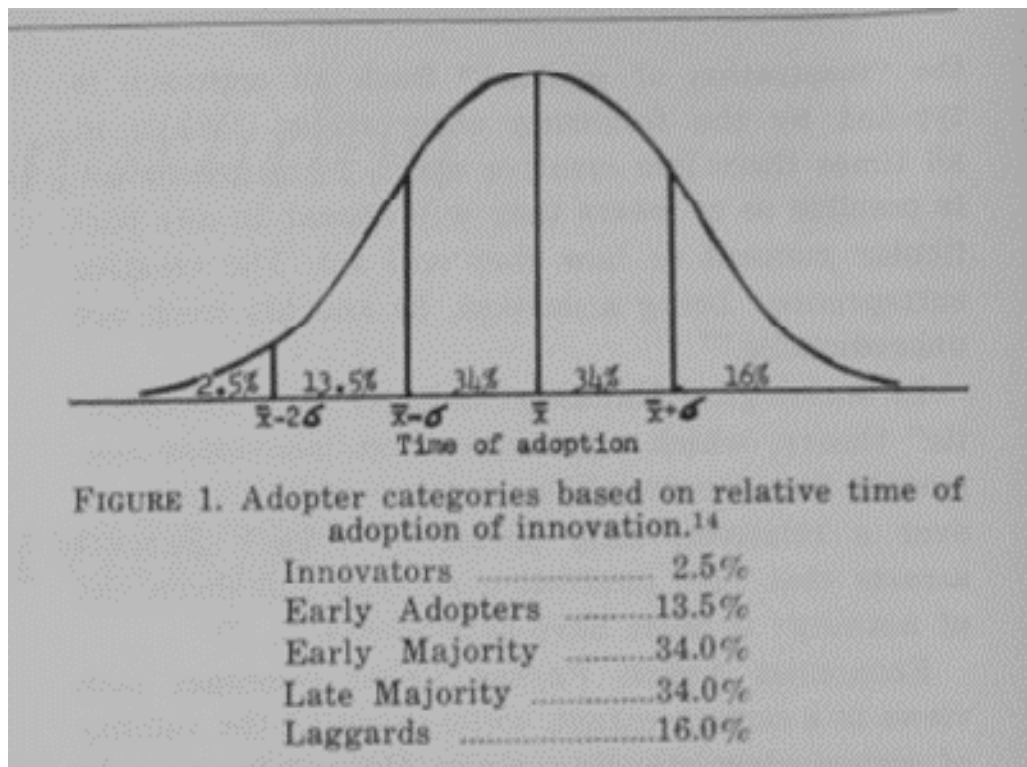 2.5% 13.5% 34% 34% 16%
x̄-2σ x̄-σ x̄ x̄+σ
Time of adoption
FIGURE 1. Adopter categories based on relative time of
adoption of innovation.¹⁴
Innovators .......................... 2.5%
Early Adopters .............13.5%
Early Majority .............34.0%
Late Majority ..................34.0%
Laggards .............................16.0%